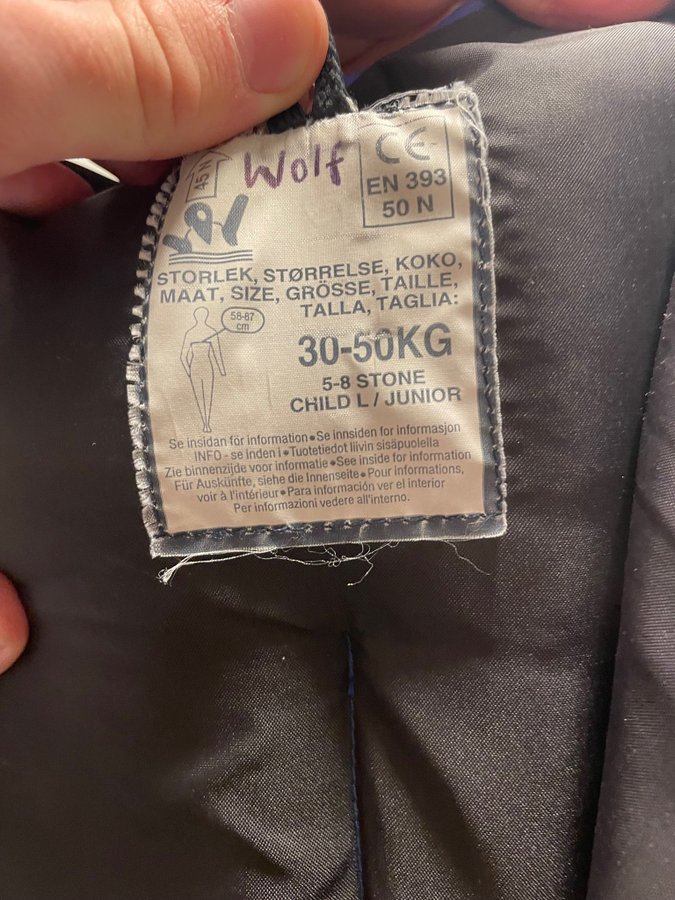 45 N
Wolf
CE
EN 393
50 N
STORLEK, STØRRELSE, KOKO,
MAAT, SIZE, GRÖSSE, TAILLE,
TALLA, TAGLIA:
56-67
cm
30-50KG
5-8 STONE
CHILD L / JUNIOR
Se insidan för information • Se innsiden for informasjon
INFO - se inden i • Tuotetiedot liivin sisäpuolella
Zie binnenzijde voor informatie • See inside for information
Für Auskünfte, siehe die Innenseite • Pour informations,
voir à l'intérieur • Para información ver el interior
Per informazioni vedere all'interno.